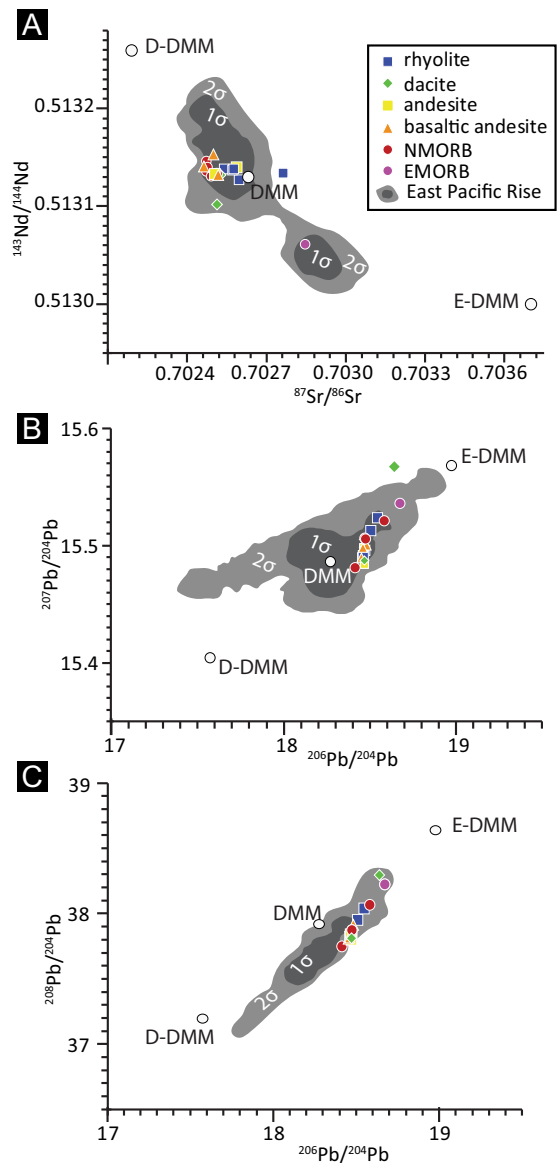 A
D-DMM
2σ
1σ
DMM
1σ
2σ
E-DMM
rhyolite
dacite
andesite
basaltic andesite
NMORB
EMORB
East Pacific Rise
0.5132
0.5131
0.5130
¹⁴³Nd/¹⁴⁴Nd
0.7024 0.7027 0.7030 0.7033 0.7036
⁸⁷Sr/⁸⁶Sr
B
15.6
15.5
15.4
²⁰⁷Pb/²⁰⁴Pb
E-DMM
1σ
2σ
DMM
D-DMM
17 18 19
²⁰⁶Pb/²⁰⁴Pb
C
39
38
37
²⁰⁸Pb/²⁰⁴Pb
E-DMM
DMM
1σ
2σ
D-DMM
17 18 19
²⁰⁶Pb/²⁰⁴Pb